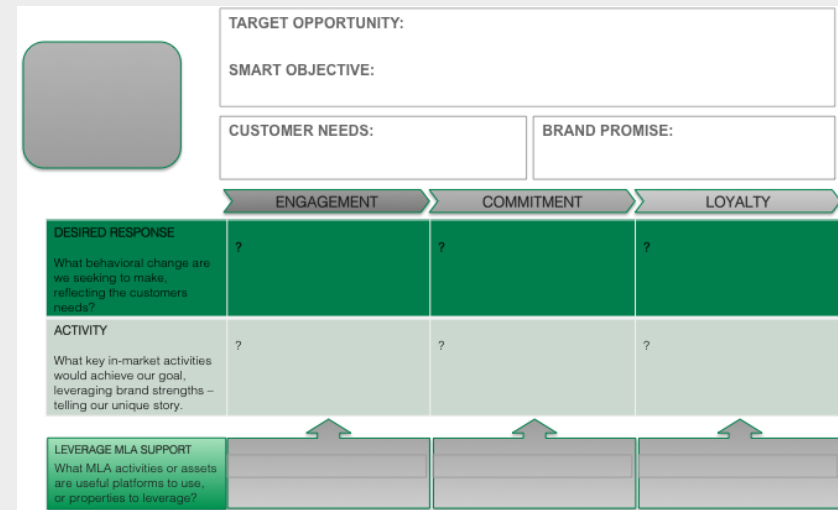 TARGET OPPORTUNITY:
SMART OBJECTIVE:
CUSTOMER NEEDS:
BRAND PROMISE:
ENGAGEMENT
COMMITMENT
LOYALTY
DESIRED RESPONSE
What behavioral change are
we seeking to make,
reflecting the customers
needs?
?
?
?
ACTIVITY
What key in-market activities
would achieve our goal,
leveraging brand strengths –
telling our unique story.
?
?
?
LEVERAGE MLA SUPPORT
What MLA activities or assets
are useful platforms to use,
or properties to leverage?